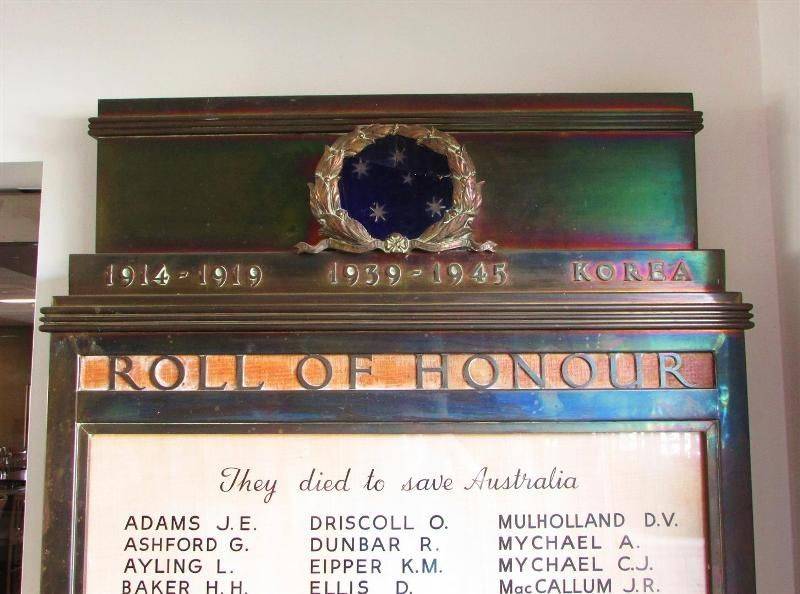 1914 - 1919 1939 - 1945 KOREA
ROLL OF HONOUR
They died to save Australia
ADAMS J.E. DRISCOLL O. MULHOLLAND D.V.
ASHFORD G. DUNBAR R. MYCHAEL A.
AYLING L. EIPPER K.M. MYCHAEL C.J.
BAKER H.H. ELLIS D. MacCALLUM J.R.